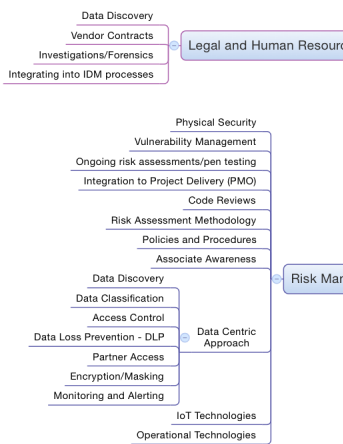 Data Discovery
Vendor Contracts
Legal and Human
Investigations/Forensics
Integrating into IDM processes
Physical Security
Vulnerability Management
Ongoing risk assessments/pen testing
Integration to Project Delivery (PMO)
Code Reviews
Risk Assessment Methodology
Policies and Procedures
Associate Awareness
Risk
Data Discovery
Data Classification
Access Control
Data Loss Prevention - DLP
Data Centric
Approach
Partner Access
Encryption/Masking
Monitoring and Alerting
IoT Technologies
Operational Technologies